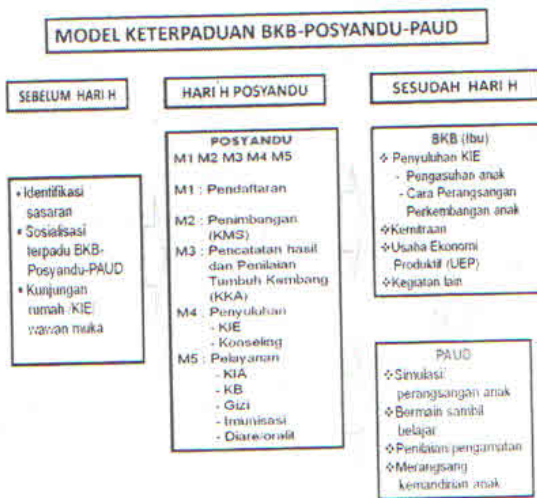 MODEL KETERPADUAN BKB-POSYANDU-PAUD
SEBELUM HARI H
• Identifikasi
sasaran
• Sosialisasi
terpadu BKB-
Posyandu-PAUD
• Kunjungan
rumah /KIE
wawan muka
HARI H POSYANDU
POSYANDU
M1 M2 M3 M4 M5
M1 : Pendaftaran
M2 : Penimbangan
(KMS)
M3 : Pencatatan hasil
dan Penilaian
Tumbuh Kembang
(KKA)
M4 : Penyuluhan
- KIE
- Konseling
M5 : Pelayanan
- KIA
- KB
- Gizi
- Imunisasi
- Diare/oralit
SESUDAH HARI H
BKB (Ibu)
❖ Penyuluhan KIE
- Pengasuhan anak
- Cara Perangsangan
Perkembangan anak
❖ Kemitraan
❖ Usaha Ekonomi
Produktif (UEP)
❖ Kegiatan lain
PAUD
❖ Simulasi
perangsangan anak
❖ Bermain sambil
belajar
❖ Penilaian pengamatan
❖ Merangsang
kemandirian anak